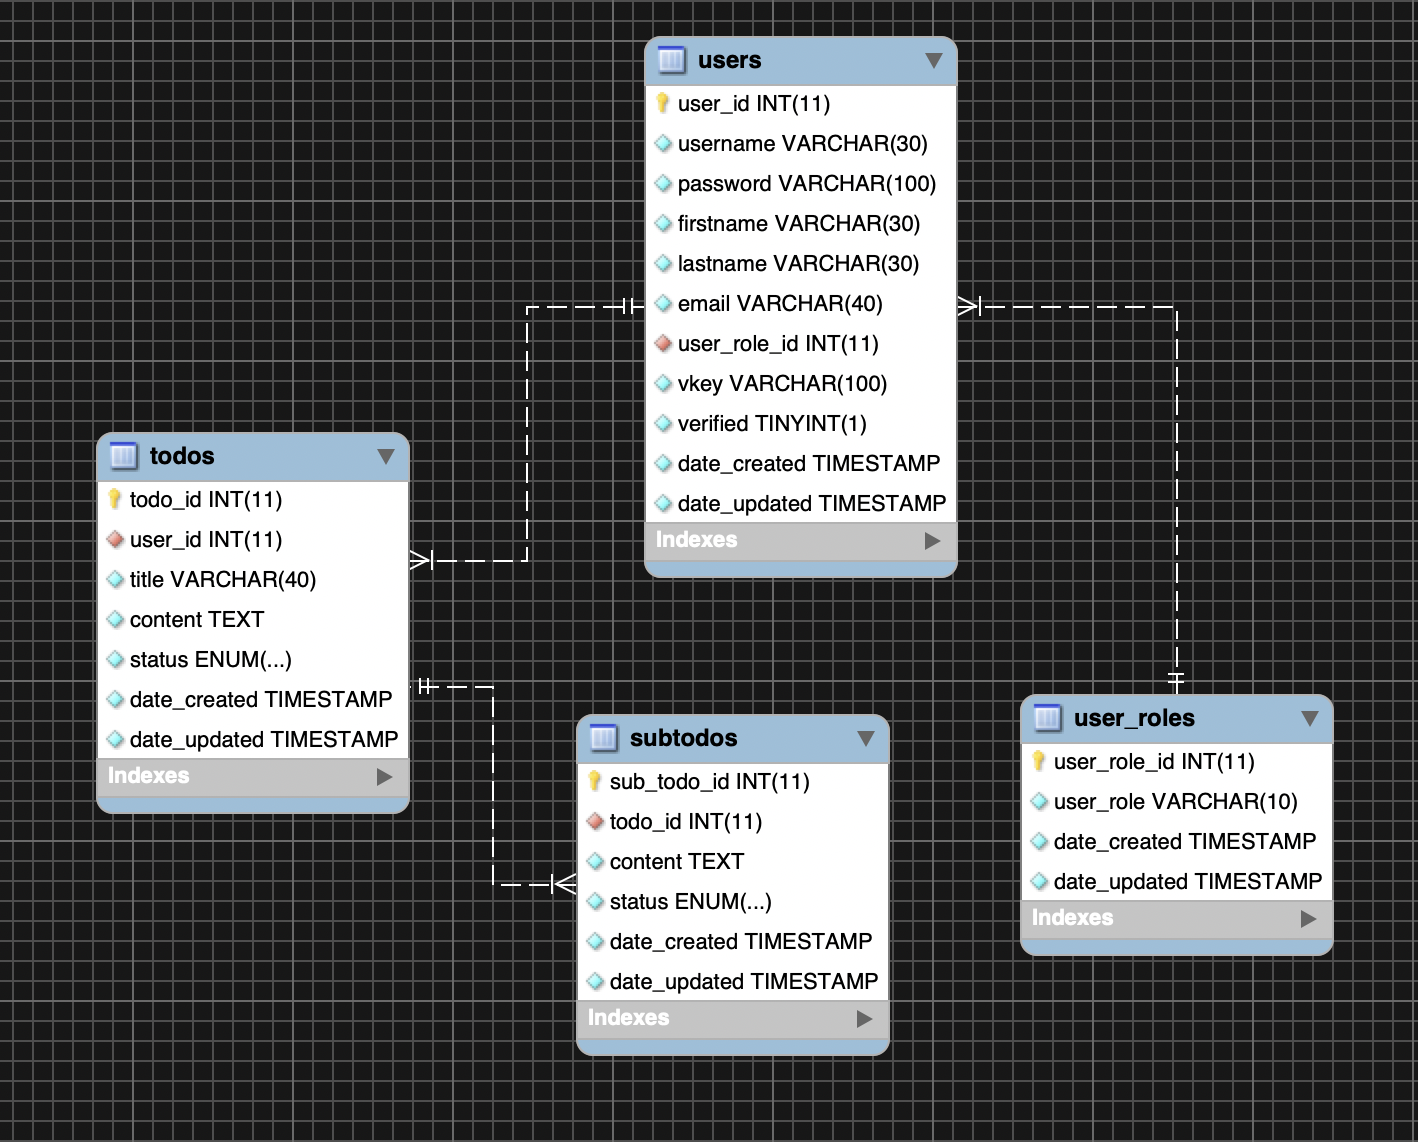 users
user_id INT(11)
username VARCHAR(30)
password VARCHAR(100)
firstname VARCHAR(30)
lastname VARCHAR(30)
email VARCHAR(40)
user_role_id INT(11)
vkey VARCHAR(100)
verified TINYINT(1)
date_created TIMESTAMP
date_updated TIMESTAMP
Indexes
todos
todo_id INT(11)
user_id INT(11)
title VARCHAR(40)
content TEXT
status ENUM(...)
date_created TIMESTAMP
date_updated TIMESTAMP
Indexes
subtodos
sub_todo_id INT(11)
todo_id INT(11)
content TEXT
status ENUM(...)
date_created TIMESTAMP
date_updated TIMESTAMP
Indexes
user_roles
user_role_id INT(11)
user_role VARCHAR(10)
date_created TIMESTAMP
date_updated TIMESTAMP
Indexes